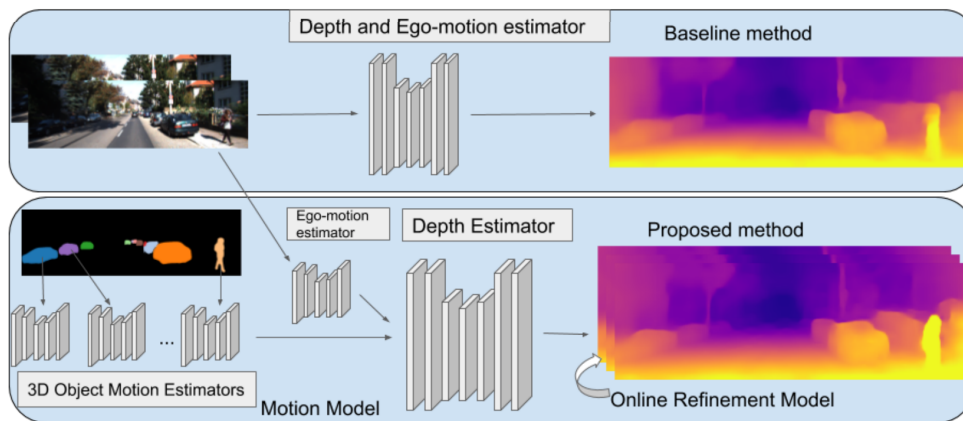 Depth and Ego-motion estimator
Baseline method
Ego-motion
estimator
Depth Estimator
Proposed method
...
3D Object Motion Estimators
Motion Model
Online Refinement Model